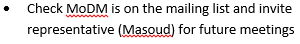 • Check MoDM is on the mailing list and invite
representative (Masoud) for future meetings